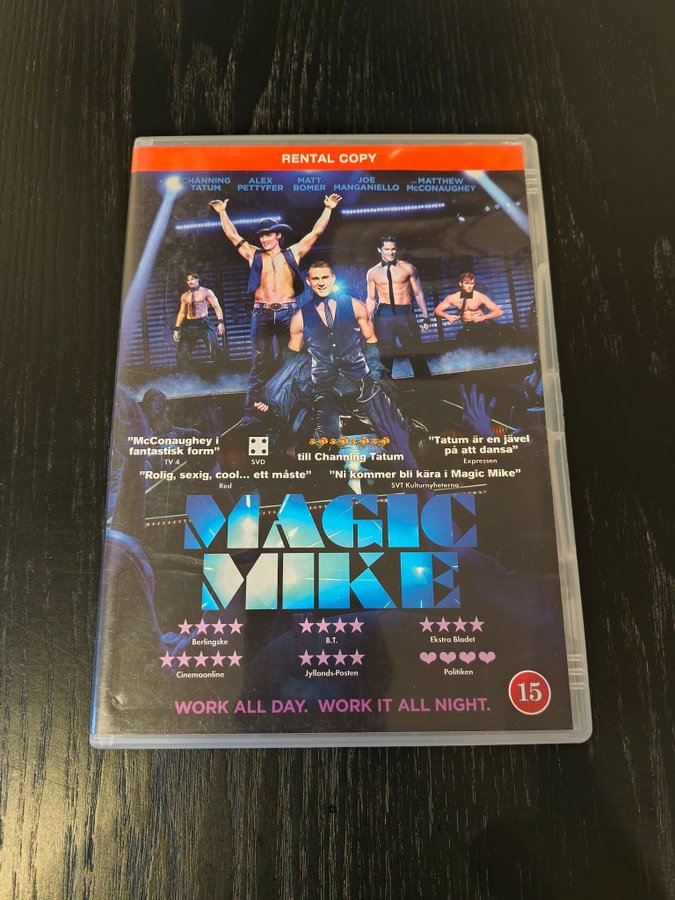 RENTAL COPY
CHANNING TATUM
ALEX PETTYFER
MATT BOMER
JOE MANGANIELLO
AND MATTHEW McCONAUGHEY
"McConaughey i
fantastisk form"
TV 4
SVD
till Channing Tatum
"Tatum är en jävel
på att dansa"
Expressen
"Rolig, sexig, cool... ett måste"
Red
"Ni kommer bli kära i Magic Mike"
SVT Kulturnyheterna
MAGIC
MIKE
Berlingske
B.T.
Ekstra Bladet
Cinemaonline
Jyllands-Posten
Politiken
15
WORK ALL DAY. WORK IT ALL NIGHT.